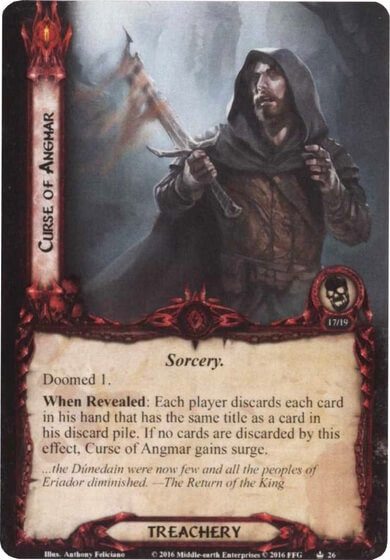 CURSE OF ANGMAR
17/19
Sorcery.
Doomed 1.
When Revealed: Each player discards each card
in his hand that has the same title as a card in
his discard pile. If no cards are discarded by this
effect, Curse of Angmar gains surge.
...the Dúnedain were now few and all the peoples of
Eriador diminished. —The Return of the King
TREACHERY
Illus. Anthony Feliciano © 2016 Middle-earth Enterprises © 2016 FFG 26